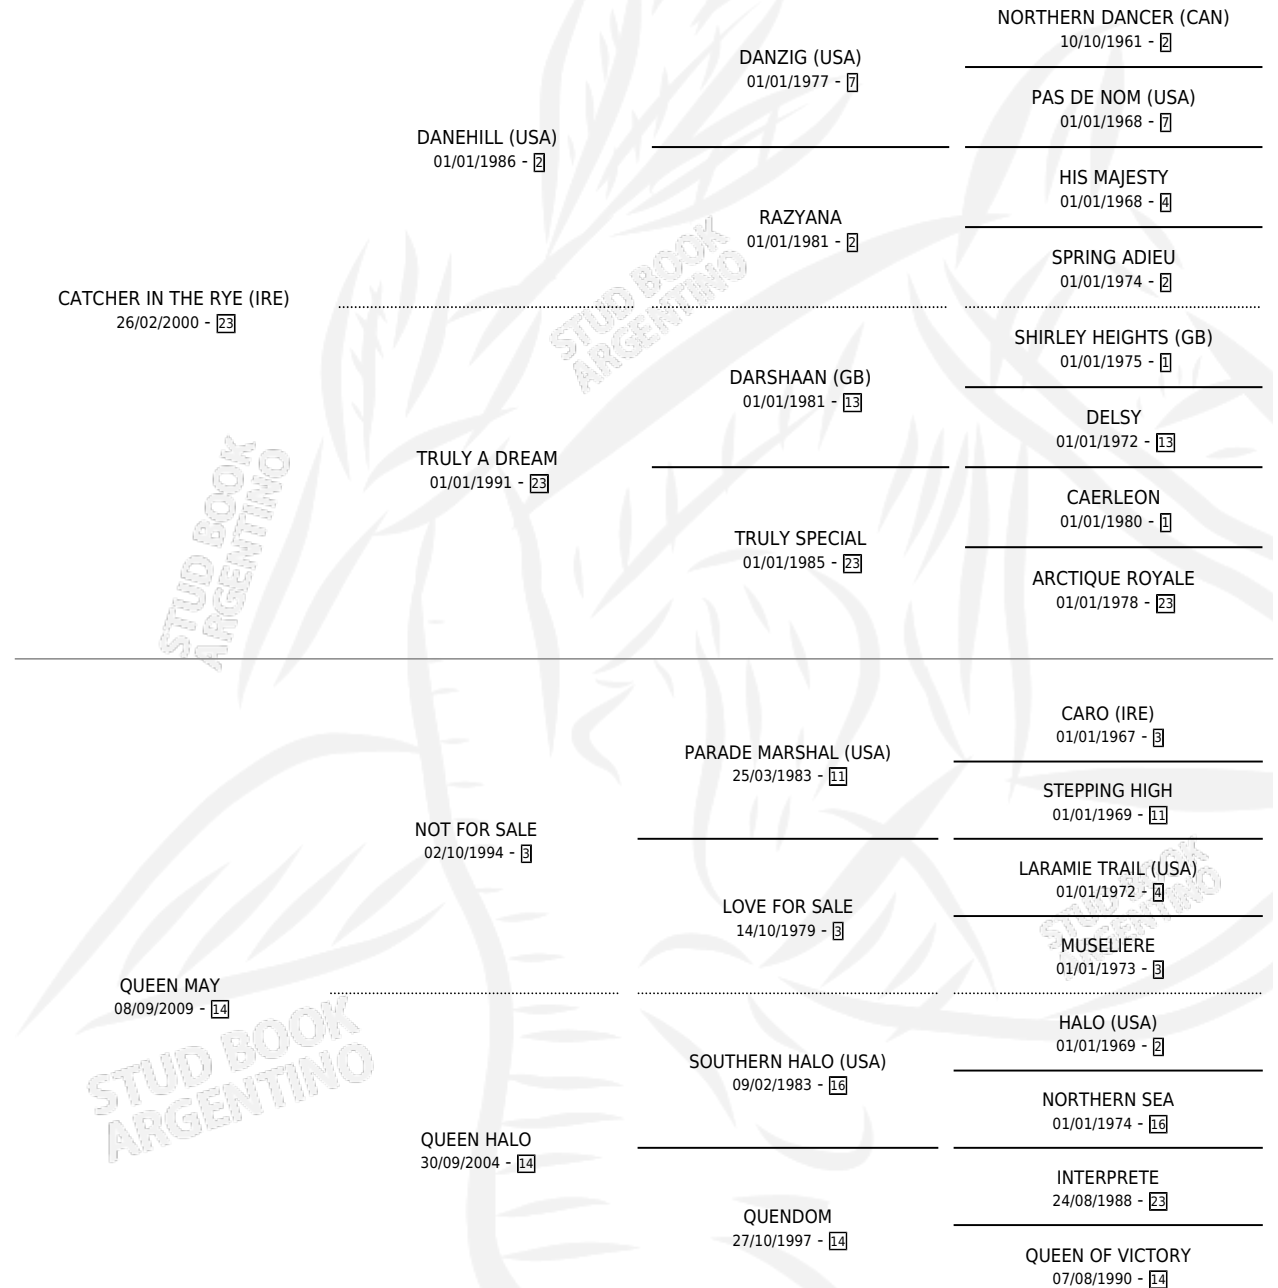 NORTHERN DANCER (CAN)
10/10/1961 - 2
DANZIG (USA)
01/01/1977 - 7
PAS DE NOM (USA)
01/01/1968 - 7
DANEHILL (USA)
01/01/1986 - 2
HIS MAJESTY
01/01/1968 - 4
RAZYANA
01/01/1981 - 2
SPRING ADIEU
01/01/1974 - 2
CATCHER IN THE RYE (IRE)
26/02/2000 - 23
STUD BOOK
ARGENTINO
SHIRLEY HEIGHTS (GB)
01/01/1975 - 1
DARSHAAN (GB)
01/01/1981 - 13
DELSY
01/01/1972 - 13
TRULY A DREAM
01/01/1991 - 23
CAERLEON
01/01/1980 - 1
TRULY SPECIAL
01/01/1985 - 23
ARCTIQUE ROYALE
01/01/1978 - 23
STUD BOOK
ARGENTINO
CARO (IRE)
01/01/1967 - 3
PARADE MARSHAL (USA)
25/03/1983 - 11
STEPPING HIGH
01/01/1969 - 11
NOT FOR SALE
02/10/1994 - 3
LARAMIE TRAIL (USA)
01/01/1972 - 4
LOVE FOR SALE
14/10/1979 - 3
STUD BOOK
ARGENTINO
MUSELIERE
01/01/1973 - 3
QUEEN MAY
08/09/2009 - 14
HALO (USA)
01/01/1969 - 2
SOUTHERN HALO (USA)
09/02/1983 - 16
STUD BOOK
ARGENTINO
NORTHERN SEA
01/01/1974 - 16
QUEEN HALO
30/09/2004 - 14
INTERPRETE
24/08/1988 - 23
QUENDOM
27/10/1997 - 14
QUEEN OF VICTORY
07/08/1990 - 14